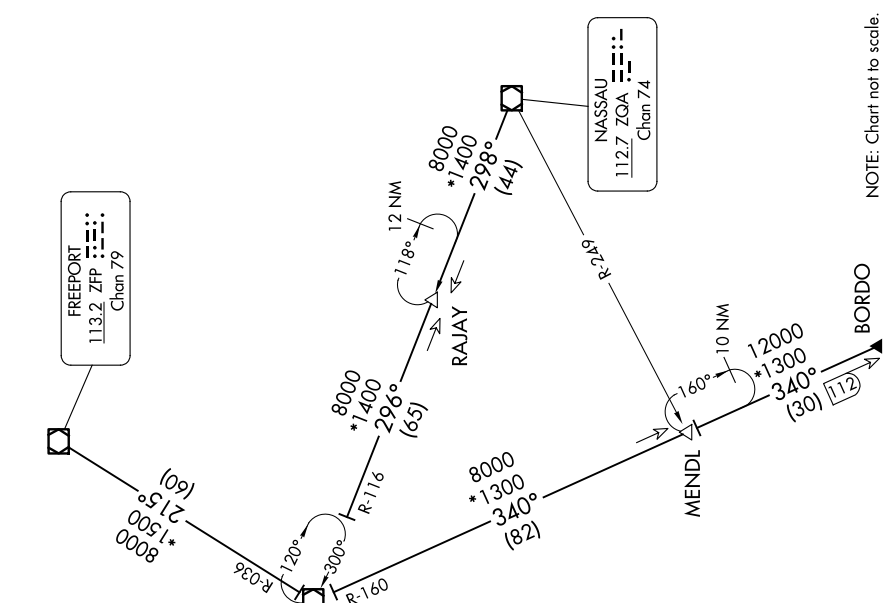 FREEPORT
113.2 ZFP
Chan 79
NASSAU
112.7 ZQA
Chan 74
8000
*1400
298°
(44)
12 NM
118°
RAJAY
8000
*1400
296°
(65)
R-116
R-249
8000
*1500
215°
(60)
R-036
120°
300°
R-160
8000
*1300
340°
(82)
MENDL
160°
10 NM
12000
*1300
340°
(30)
112
BORDO
NOTE: Chart not to scale.